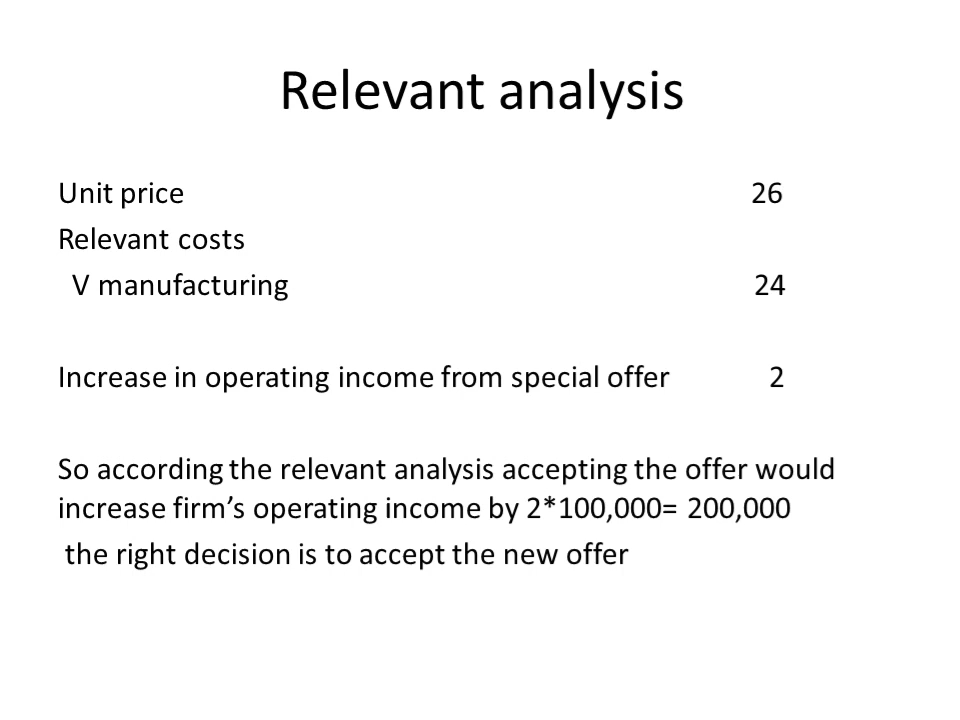 Relevant analysis
Unit price 26
Relevant costs
V manufacturing 24
Increase in operating income from special offer 2
So according the relevant analysis accepting the offer would
increase firm’s operating income by 2*100,000= 200,000
the right decision is to accept the new offer